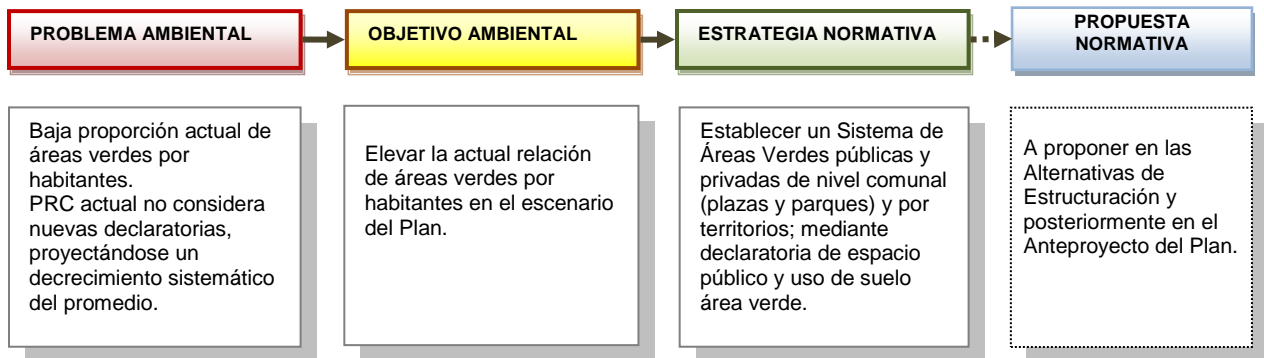 PROBLEMA AMBIENTAL
OBJETIVO AMBIENTAL
ESTRATEGIA NORMATIVA
PROPUESTA
NORMATIVA
Baja proporción actual de
áreas verdes por
habitantes.
PRC actual no considera
nuevas declaratorias,
proyectándose un
decrecimiento sistemático
del promedio.
Elevar la actual relación
de áreas verdes por
habitantes en el escenario
del Plan.
Establecer un Sistema de
Áreas Verdes públicas y
privadas de nivel comunal
(plazas y parques) y por
territorios; mediante
declaratoria de espacio
público y uso de suelo
área verde.
A proponer en las
Alternativas de
Estructuración y
posteriormente en el
Anteproyecto del Plan.